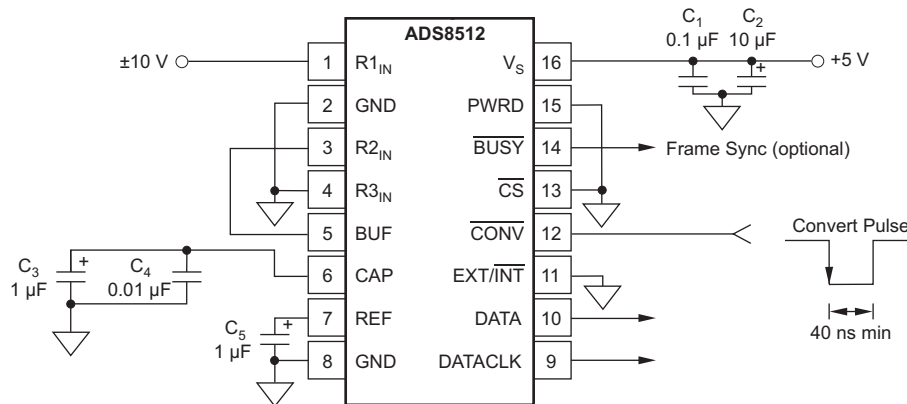 ADS8512
±10 V
1 R1IN
2 GND
3 R2IN
4 R3IN
5 BUF
6 CAP
7 REF
8 GND
VS 16
PWRD 15
BUSY 14
CS 13
CONV 12
EXT/INT 11
DATA 10
DATACLK 9
C1
0.1 µF
C2
10 µF
+
+5 V
Frame Sync (optional)
Convert Pulse
40 ns min
C3
1 µF
+
C4
0.01 µF
C5
1 µF
+